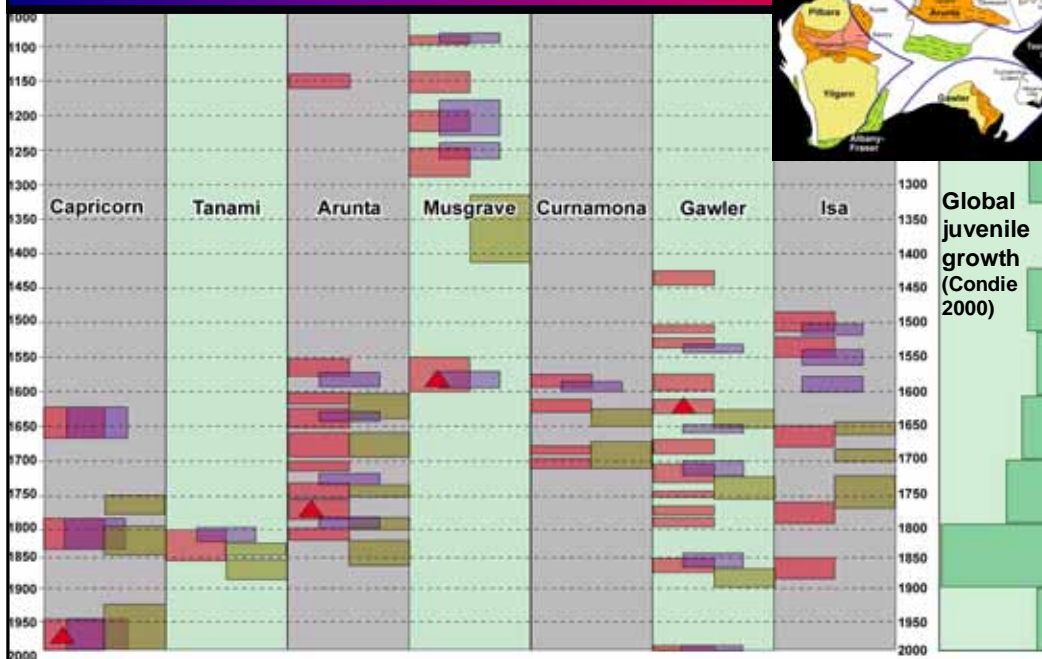 1000
1100
1150
1200
1250
1300
1350
1400
1450
1500
1550
1600
1650
1700
1750
1800
1850
1900
1950
2000
Capricorn
Tanami
Arunta
Musgrave
Curnamona
Gawler
Isa
1300
1350
1400
1450
1500
1550
1600
1650
1700
1750
1800
1850
1900
1950
2000
Global
juvenile
growth
(Condie
2000)
Pilbara
Arunta
Yilgarn
Gawler
Albany-
Fraser